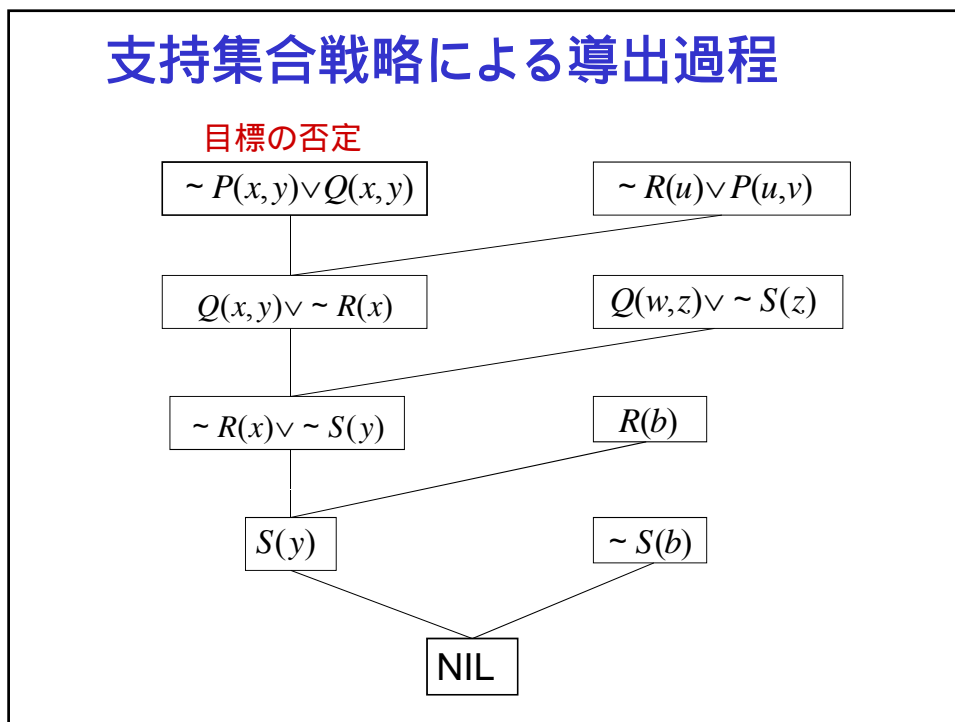 支持集合戦略による導出過程
目標の否定
~ P(x, y)∨Q(x, y)
~ R(u)∨P(u,v)
Q(x, y)∨ ~ R(x)
Q(w,z)∨ ~ S(z)
~ R(x)∨ ~ S(y)
R(b)
S(y)
~ S(b)
NIL